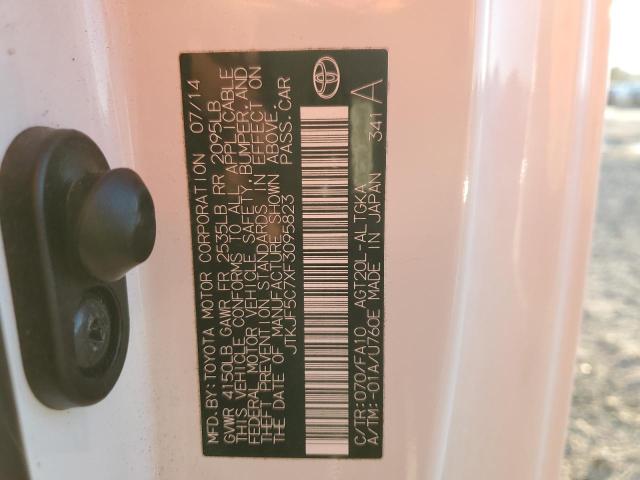 MFD.BY:TOYOTA MOTOR CORPORATION 07/14
GVWR 4150LB GAWR FR 2535LB RR 2095LB
THIS VEHICLE CONFORMS TO ALL APPLICABLE
FEDERAL MOTOR VEHICLE SAFETY, BUMPER, AND
THEFT PREVENTION STANDARDS IN EFFECT ON
THE DATE OF MANUFACTURE SHOWN ABOVE.
JTKJF5C7XF3095823 PASS.CAR
C/TR:070/FA10 AGT20L-ALTGKA
A/TM:-01A/U760E MADE IN JAPAN 341 A